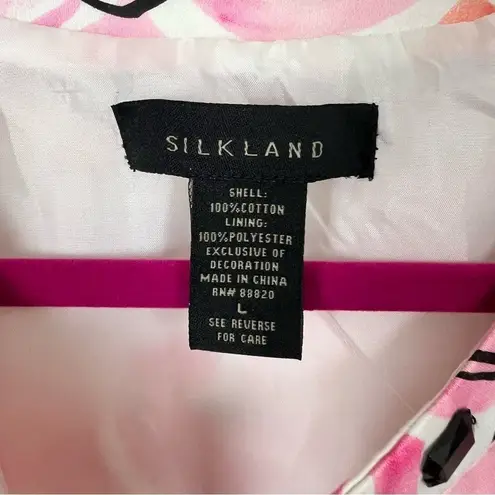 SILKLAND
SHELL:
100%COTTON
LINING:
100%POLYESTER
EXCLUSIVE OF
DECORATION
MADE IN CHINA
RN# 88820
L
SEE REVERSE
FOR CARE